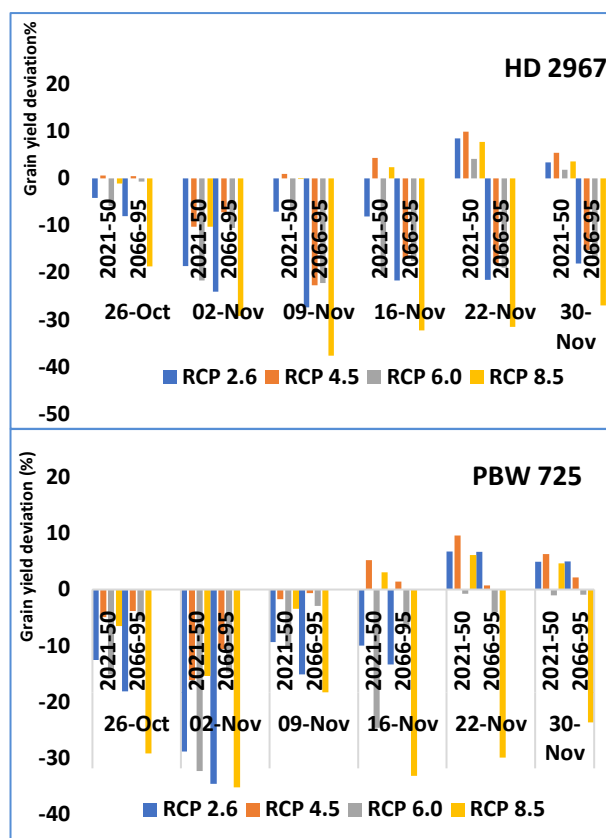 Grain yield deviation%
HD 2967
20
10
0
-10
-20
-30
-40
-50
2021-50
2066-95
2021-50
2066-95
2021-50
2066-95
2021-50
2066-95
2021-50
2066-95
2021-50
2066-95
26-Oct
02-Nov
09-Nov
16-Nov
22-Nov
30-
Nov
RCP 2.6 RCP 4.5 RCP 6.0 RCP 8.5
Grain yield deviation (%)
PBW 725
20
10
0
-10
-20
-30
-40
2021-50
2066-95
2021-50
2066-95
2021-50
2066-95
2021-50
2066-95
2021-50
2066-95
2021-50
2066-95
26-Oct
02-Nov
09-Nov
16-Nov
22-Nov
30-
Nov
RCP 2.6 RCP 4.5 RCP 6.0 RCP 8.5